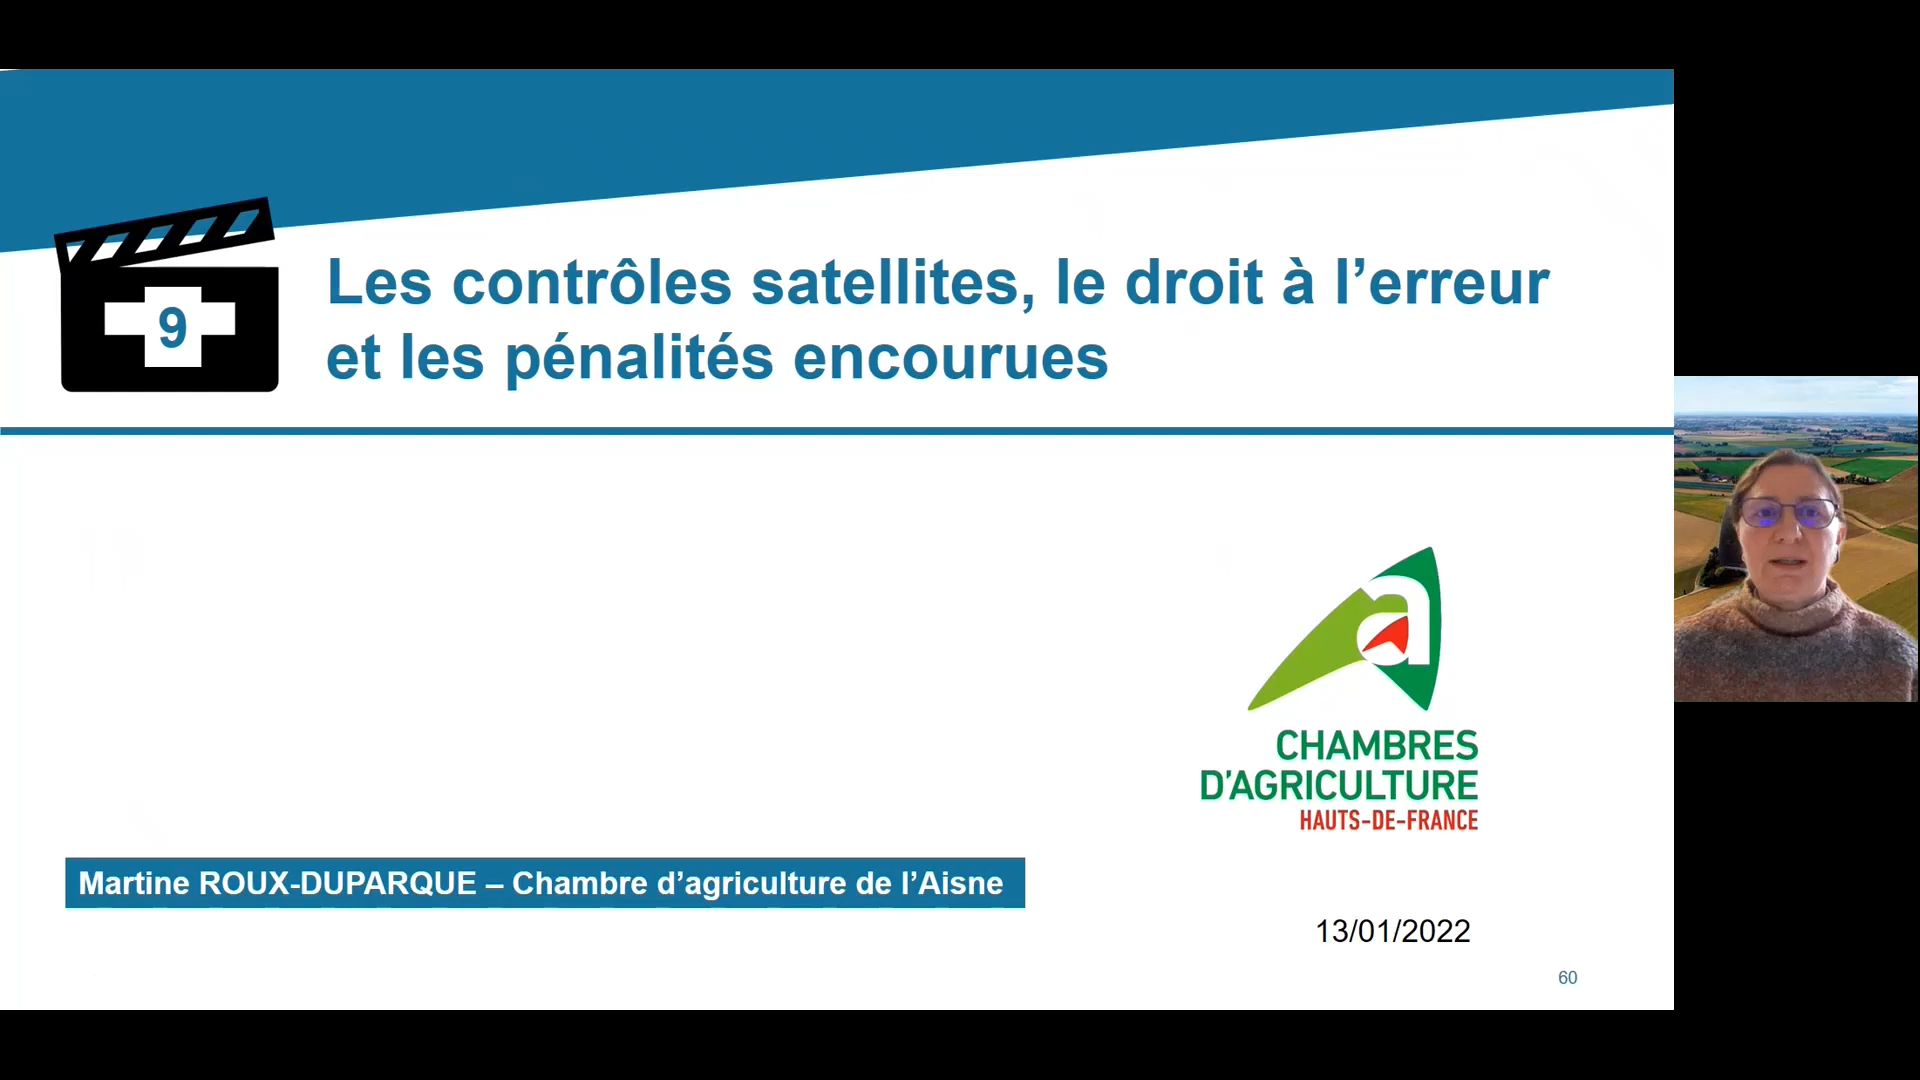 9
Les contrôles satellites, le droit à l’erreur
et les pénalités encourues
a
CHAMBRES
D’AGRICULTURE
HAUTS-DE-FRANCE
Martine ROUX-DUPARQUE – Chambre d’agriculture de l’Aisne
13/01/2022
60